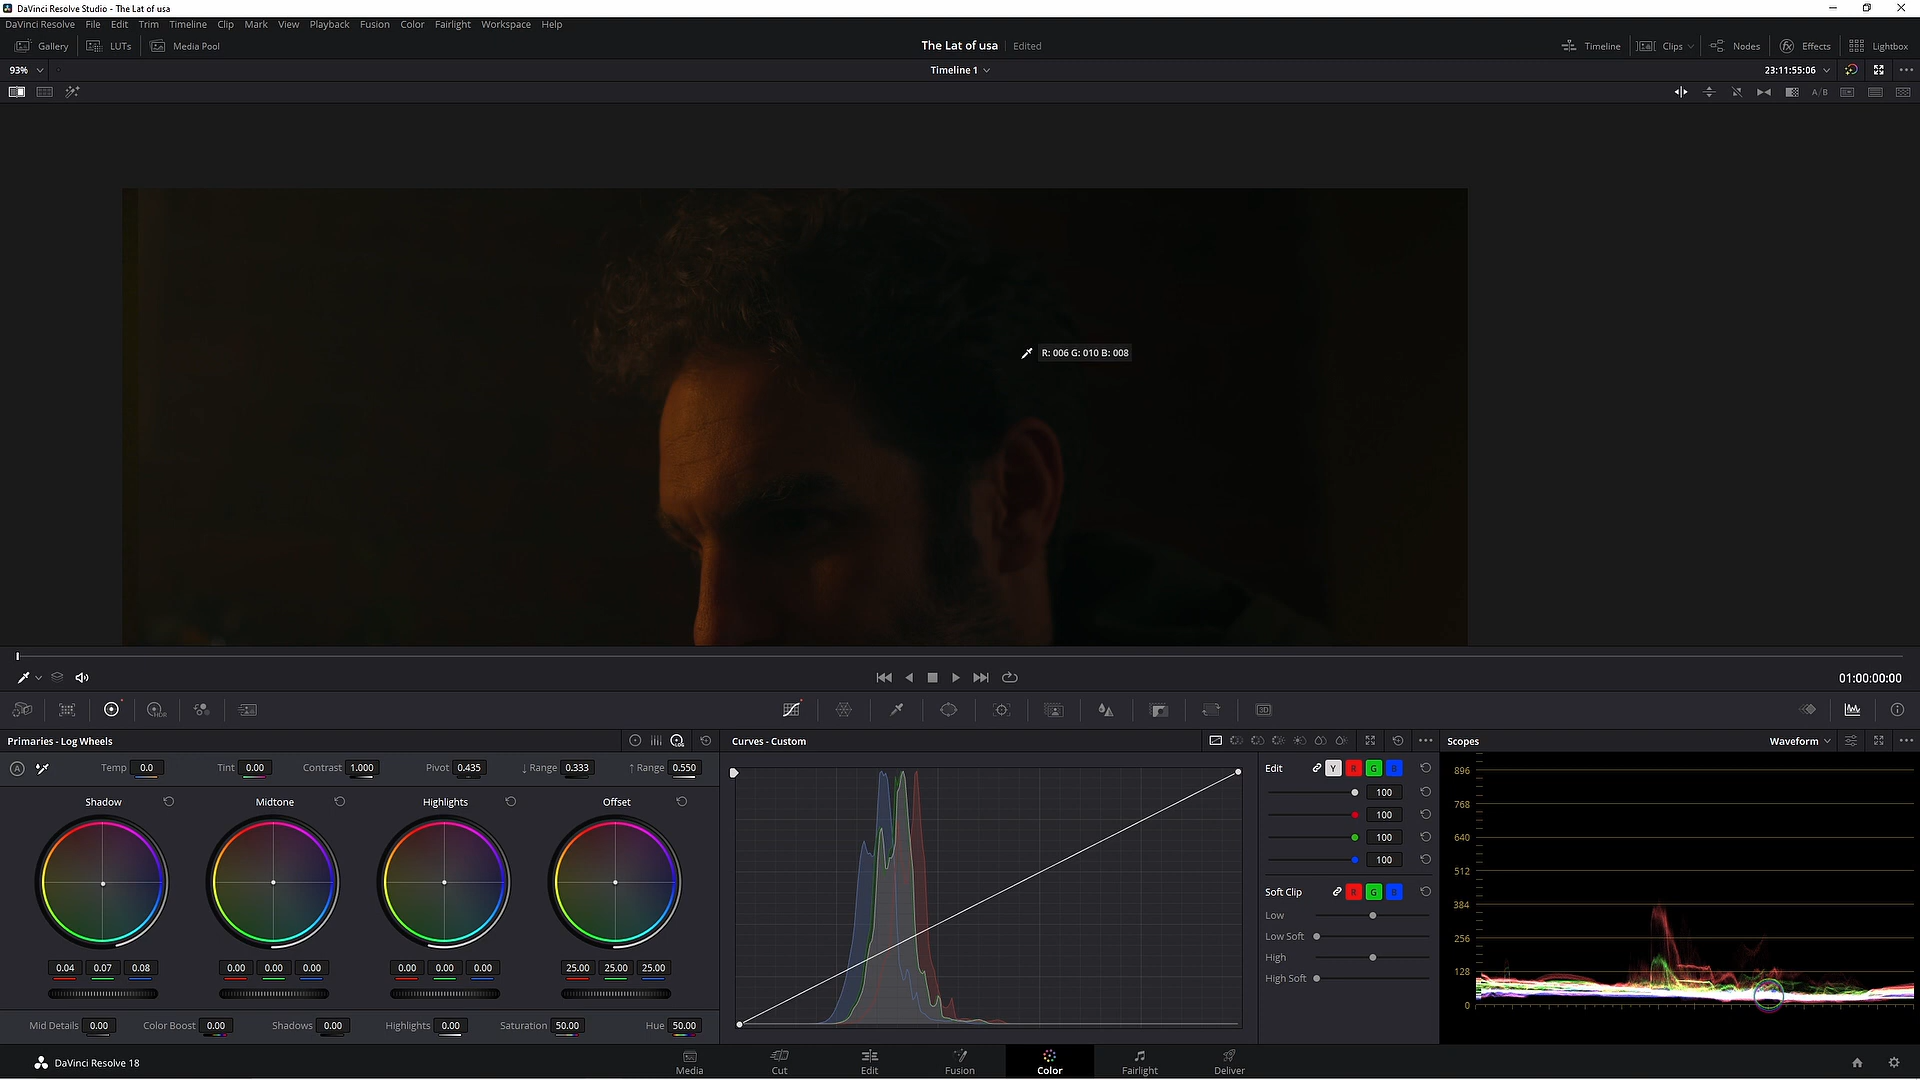 DaVinci Resolve Studio - The Lat of usa
DaVinci Resolve File Edit Trim Timeline Clip Mark View Playback Fusion Color Fairlight Workspace Help
Gallery LUTs Media Pool The Lat of usa Edited Timeline Clips Nodes Effects Lightbox
93% Timeline 1 23:11:55:06
A/B
R: 006 G: 010 B: 008
01:00:00:00
HDR 3D
Primaries - Log Wheels LOG Curves - Custom Scopes Waveform
A Temp 0.0 Tint 0.00 Contrast 1.000 Pivot 0.435 ↓ Range 0.333 ↑ Range 0.550
Edit Y R G B
Shadow Midtone Highlights Offset
100
100
100
100
Soft Clip R G B
Low
Low Soft
High
High Soft
896
768
640
512
384
256
128
0
0.04 0.07 0.08 0.00 0.00 0.00 0.00 0.00 0.00 25.00 25.00 25.00
Mid Details 0.00 Color Boost 0.00 Shadows 0.00 Highlights 0.00 Saturation 50.00 Hue 50.00
DaVinci Resolve 18 Media Cut Edit Fusion Color Fairlight Deliver